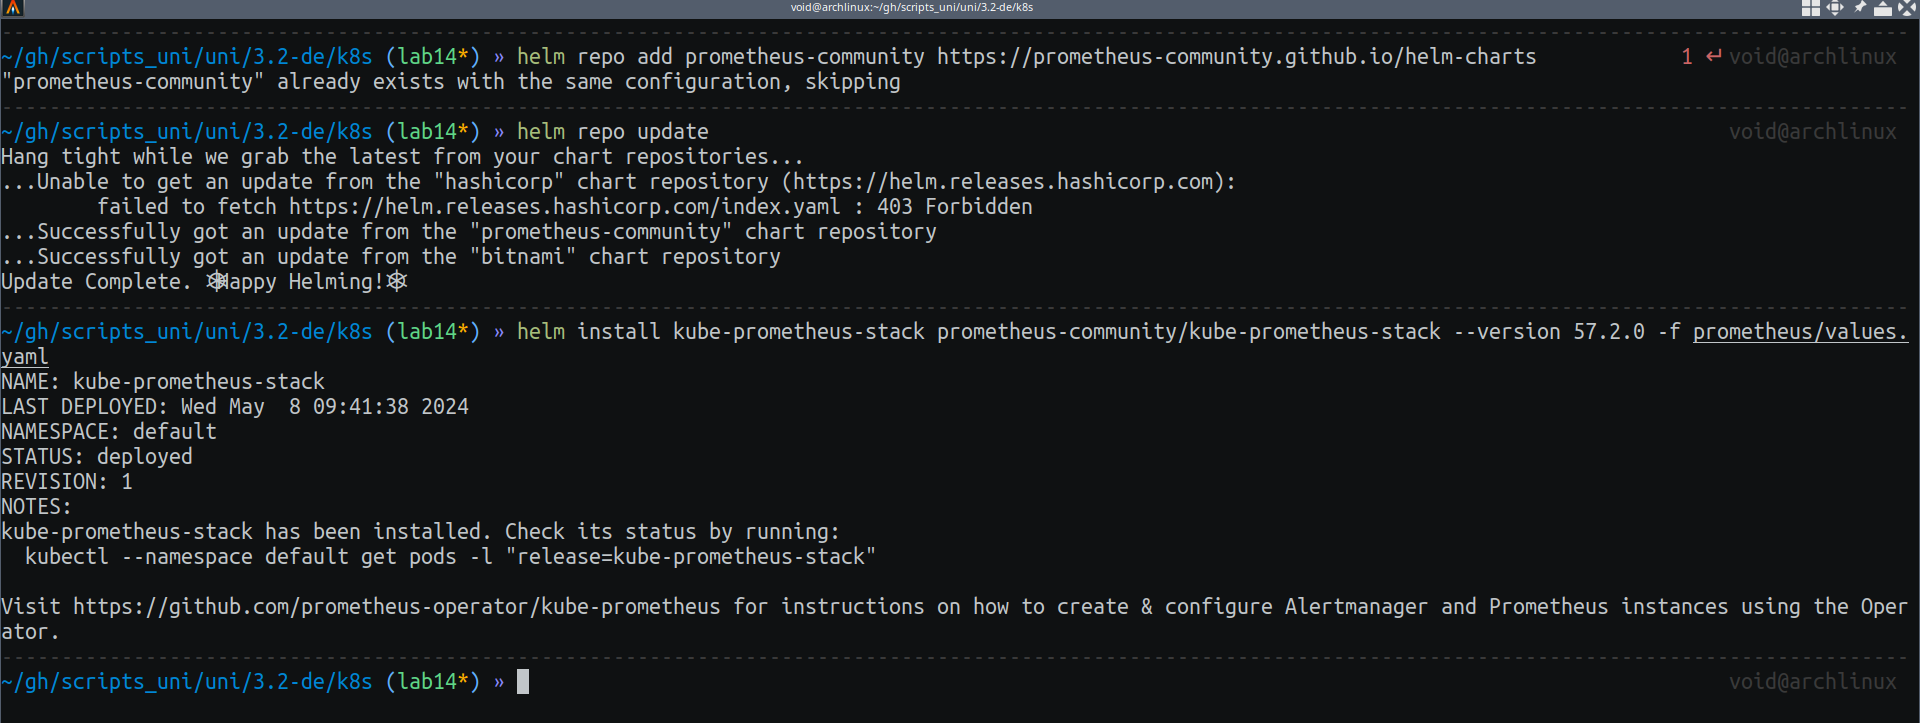 void@archlinux:~/gh/scripts_uni/uni/3.2-de/k8s
~/gh/scripts_uni/uni/3.2-de/k8s (lab14*) » helm repo add prometheus-community https://prometheus-community.github.io/helm-charts 1 ↵ void@archlinux
"prometheus-community" already exists with the same configuration, skipping
~/gh/scripts_uni/uni/3.2-de/k8s (lab14*) » helm repo update void@archlinux
Hang tight while we grab the latest from your chart repositories...
...Unable to get an update from the "hashicorp" chart repository (https://helm.releases.hashicorp.com):
failed to fetch https://helm.releases.hashicorp.com/index.yaml : 403 Forbidden
...Successfully got an update from the "prometheus-community" chart repository
...Successfully got an update from the "bitnami" chart repository
Update Complete. ⎈Happy Helming!⎈
~/gh/scripts_uni/uni/3.2-de/k8s (lab14*) » helm install kube-prometheus-stack prometheus-community/kube-prometheus-stack --version 57.2.0 -f prometheus/values.
yaml
NAME: kube-prometheus-stack
LAST DEPLOYED: Wed May  8 09:41:38 2024
NAMESPACE: default
STATUS: deployed
REVISION: 1
NOTES:
kube-prometheus-stack has been installed. Check its status by running:
kubectl --namespace default get pods -l "release=kube-prometheus-stack"
Visit https://github.com/prometheus-operator/kube-prometheus for instructions on how to create & configure Alertmanager and Prometheus instances using the Oper
ator.
~/gh/scripts_uni/uni/3.2-de/k8s (lab14*) » void@archlinux